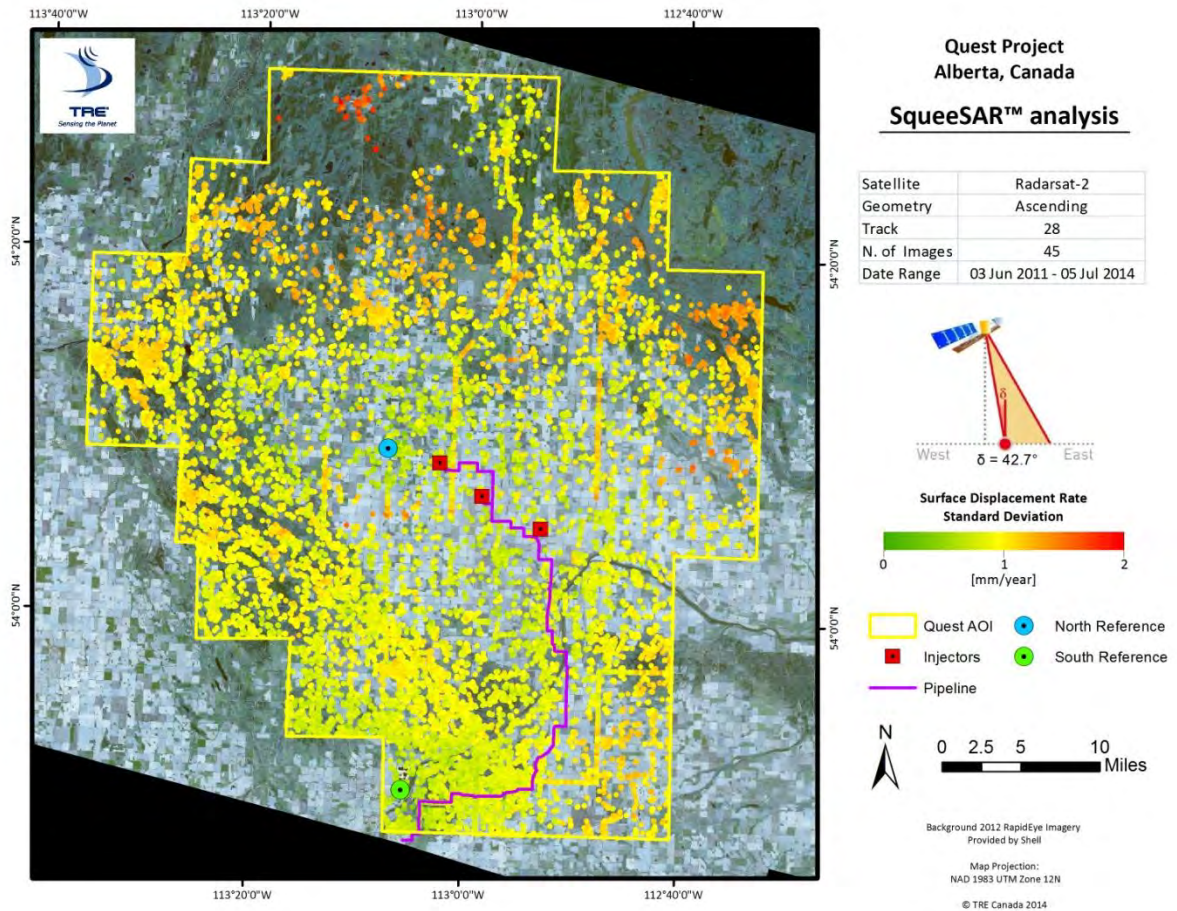 113°40'0"W
113°20'0"W
113°0'0"W
112°40'0"W
TRE
Sensing the Planet
54°20'0"N
54°0'0"N
54°20'0"N
54°0'0"N
113°20'0"W
113°0'0"W
112°40'0"W
Quest Project
Alberta, Canada
SqueeSAR™ analysis
Satellite Radarsat-2
Geometry Ascending
Track 28
N. of Images 45
Date Range 03 Jun 2011 - 05 Jul 2014
δ
West East
δ = 42.7°
Surface Displacement Rate
Standard Deviation
0 1 2
[mm/year]
Quest AOI North Reference
Injectors South Reference
Pipeline
N
0 2.5 5 10
Miles
Background 2012 RapidEye Imagery
Provided by Shell
Map Projection:
NAD 1983 UTM Zone 12N
© TRE Canada 2014